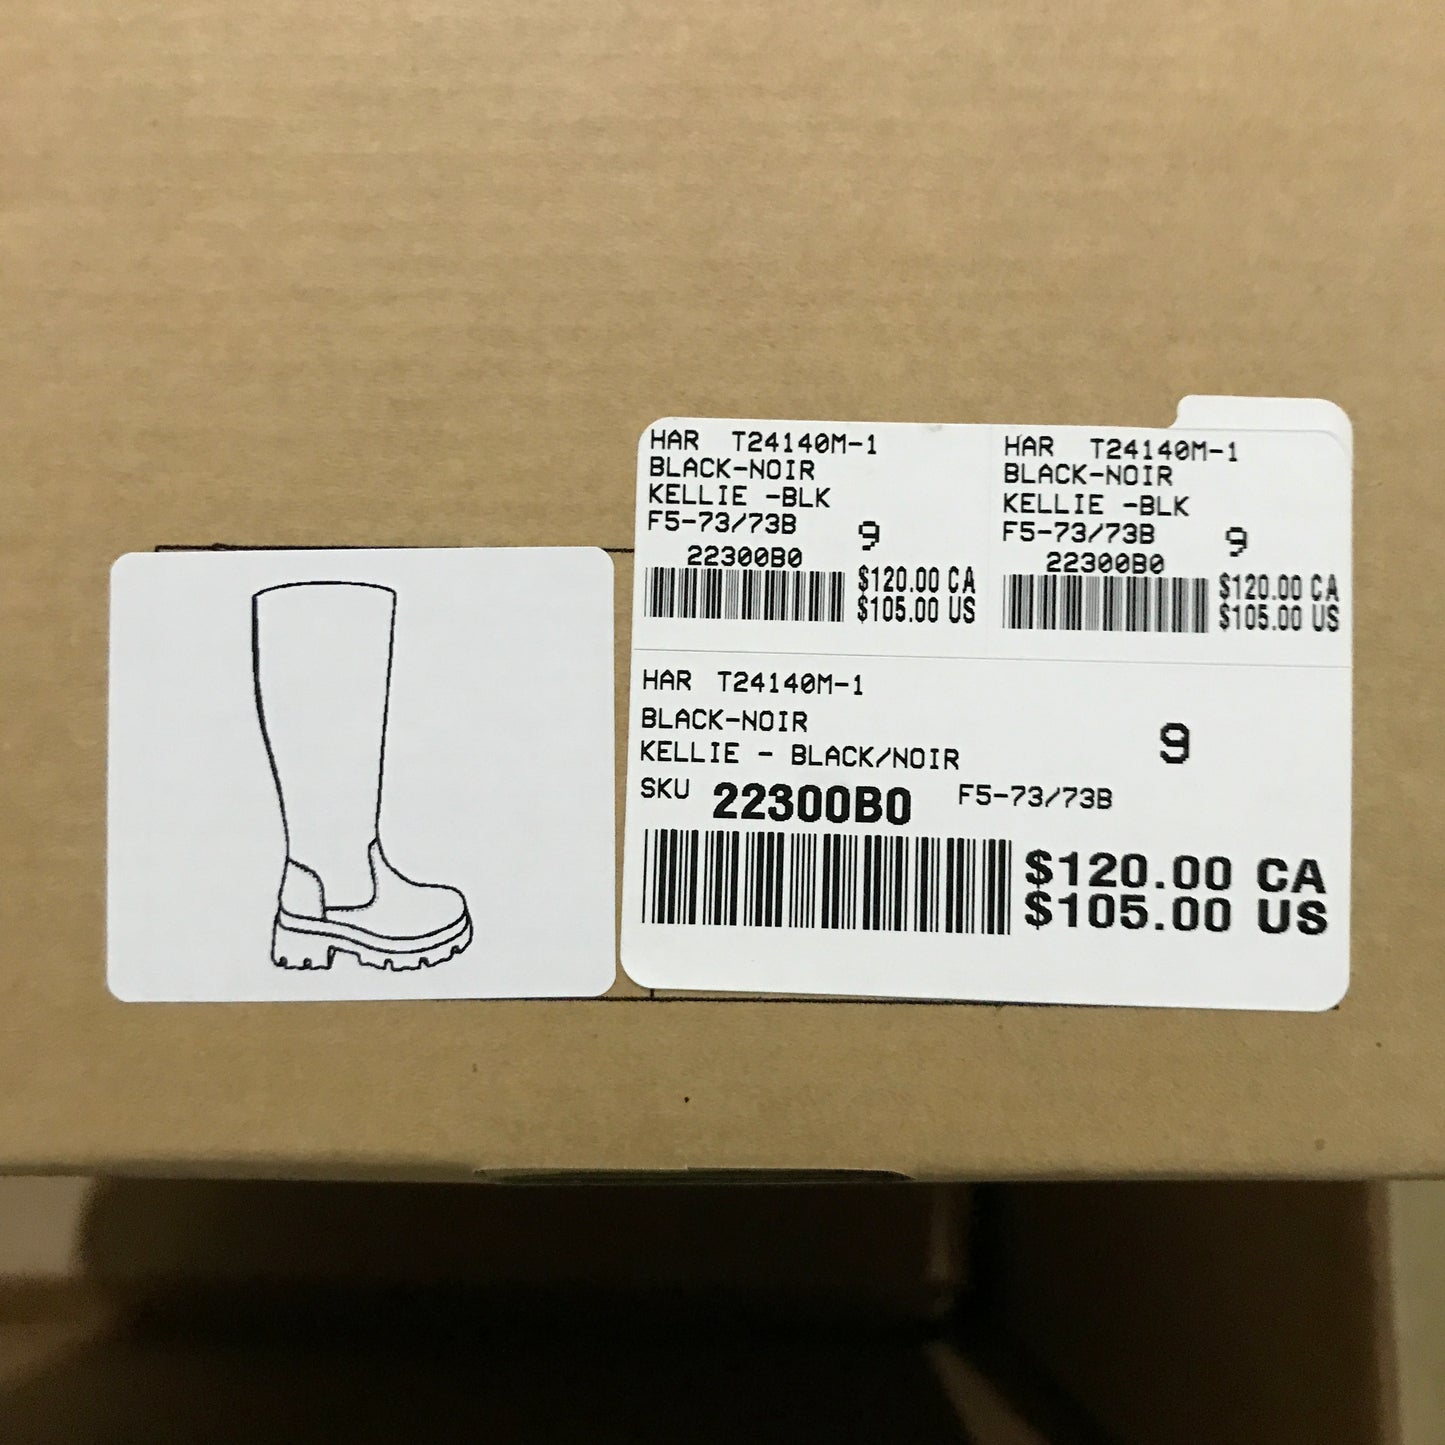 HAR T24140M-1
BLACK-NOIR
KELLIE -BLK
F5-73/73B 9
22300B0
$120.00 CA
$105.00 US
HAR T24140M-1
BLACK-NOIR
KELLIE -BLK
F5-73/73B 9
22300B0
$120.00 CA
$105.00 US
HAR T24140M-1
BLACK-NOIR 9
KELLIE - BLACK/NOIR
SKU 22300B0 F5-73/73B
$120.00 CA
$105.00 US